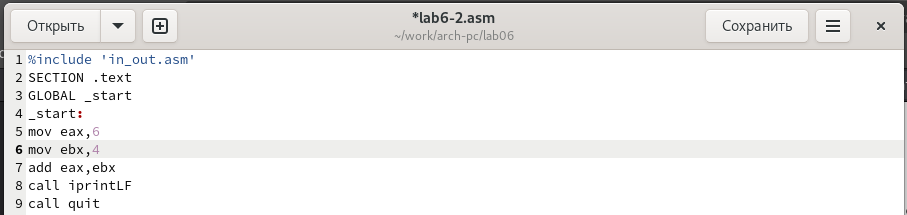 Открыть
*lab6-2.asm
~/work/arch-pc/lab06
Сохранить
1 %include 'in_out.asm'
2 SECTION .text
3 GLOBAL _start
4 _start:
5 mov eax,6
6 mov ebx,4
7 add eax,ebx
8 call iprintLF
9 call quit